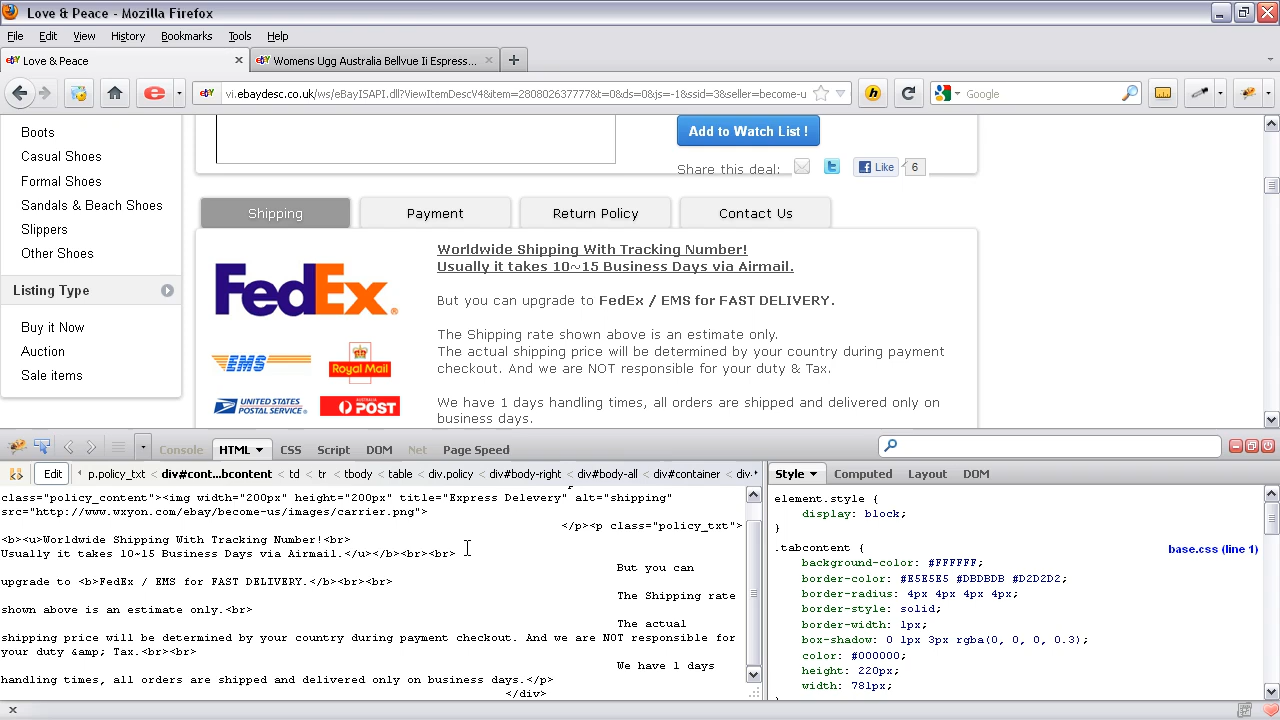 Love & Peace - Mozilla Firefox
File Edit View History Bookmarks Tools Help
Love & Peace
Womens Ugg Australia Bellvue Ii Espress...
vi.ebaydesc.co.uk/ws/eBayISAPI.dll?ViewItemDescV4&item=280802637777&t=0&ds=0&js=-1&ssid=3&seller=become-u
Google
Boots
Casual Shoes
Formal Shoes
Sandals & Beach Shoes
Slippers
Other Shoes
Listing Type
Buy it Now
Auction
Sale items
Add to Watch List !
Share this deal:
Like
6
Shipping Payment Return Policy Contact Us
FedEx
EMS
Royal Mail
UNITED STATES
POSTAL SERVICE
POST
Worldwide Shipping With Tracking Number!
Usually it takes 10~15 Business Days via Airmail.
But you can upgrade to FedEx / EMS for FAST DELIVERY.
The Shipping rate shown above is an estimate only.
The actual shipping price will be determined by your country during payment
checkout. And we are NOT responsible for your duty & Tax.
We have 1 days handling times, all orders are shipped and delivered only on
business days.
Console HTML CSS Script DOM Net Page Speed
Edit p.policy_txt div#cont...bcontent td tr tbody table div.policy div#body-right div#body-all div#container div.
class="policy_content"><img width="200px" height="200px" title="Express Delevery" alt="shipping"
src="http://www.wxyon.com/ebay/become-us/images/carrier.png">
</p><p class="policy_txt">
<b><u>Worldwide Shipping With Tracking Number!<br>
Usually it takes 10~15 Business Days via Airmail.</u></b><br><br>
But you can
upgrade to <b>FedEx / EMS for FAST DELIVERY.</b><br><br>
The Shipping rate
shown above is an estimate only.<br>
The actual
shipping price will be determined by your country during payment checkout. And we are NOT responsible for
your duty &amp; Tax.<br><br>
We have 1 days
handling times, all orders are shipped and delivered only on business days.</p>
</div>
Style Computed Layout DOM
element.style {
display: block;
}
.tabcontent {
base.css (line 1)
background-color: #FFFFFF;
border-color: #E5E5E5 #DBDBDB #D2D2D2;
border-radius: 4px 4px 4px 4px;
border-style: solid;
border-width: 1px;
box-shadow: 0 1px 3px rgba(0, 0, 0, 0.3);
color: #000000;
height: 220px;
width: 781px;